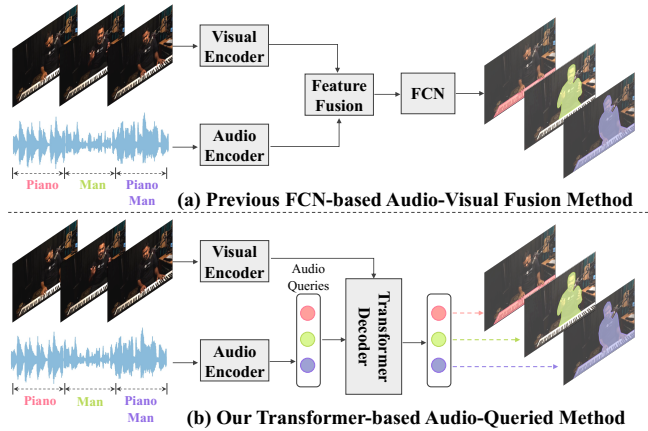 Visual
Encoder
Feature
Fusion
FCN
Audio
Encoder
Piano
Man
Piano
Man
(a) Previous FCN-based Audio-Visual Fusion Method
Visual
Encoder
Audio
Queries
Transformer
Decoder
Audio
Encoder
Piano
Man
Piano
Man
(b) Our Transformer-based Audio-Queried Method